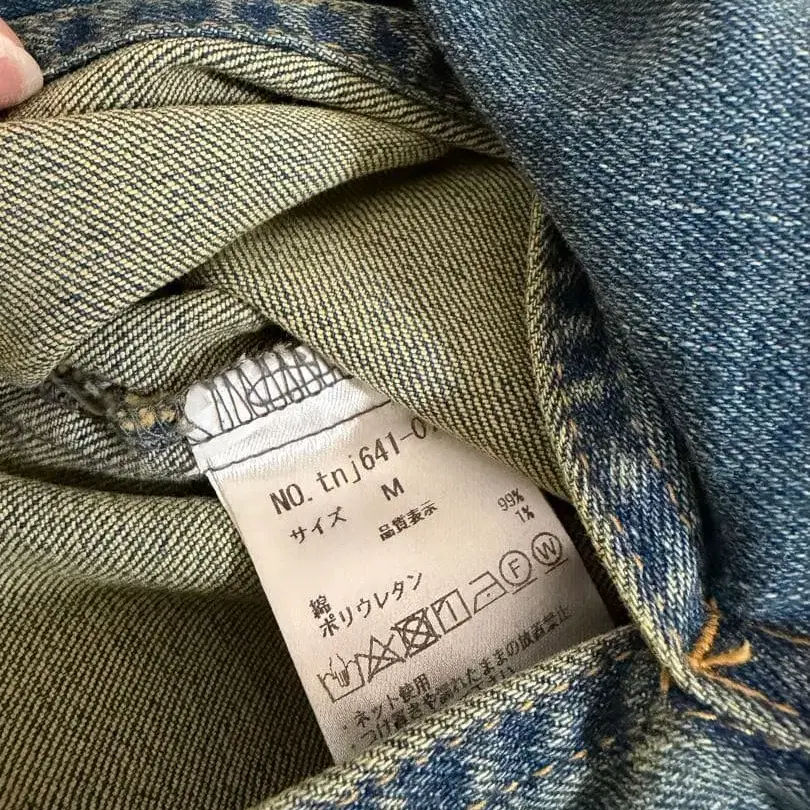 NO. tnj641-0
サイズ M
品質表示
綿 99%
ポリウレタン 1%
F W
・ネット使用